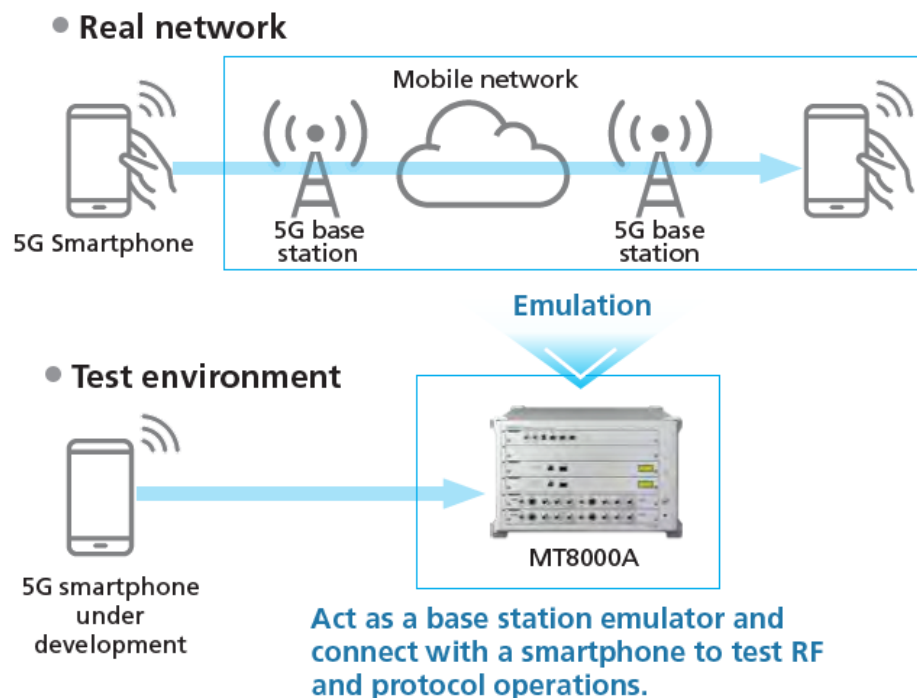 Real network
Mobile network
5G Smartphone
5G base
station
5G base
station
Emulation
Test environment
MT8000A
5G smartphone
under
development
Act as a base station emulator and
connect with a smartphone to test RF
and protocol operations.